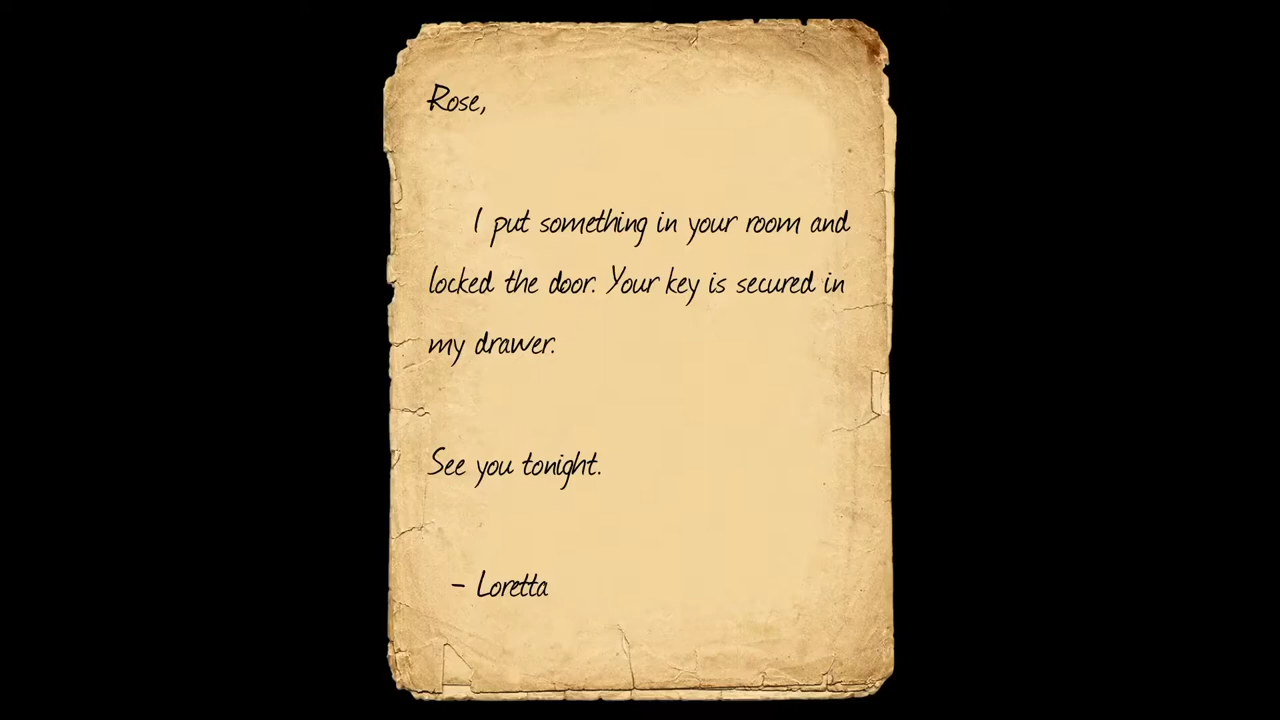 Rose,
I put something in your room and
locked the door. Your key is secured in
my drawer.
See you tonight.
- Loretta